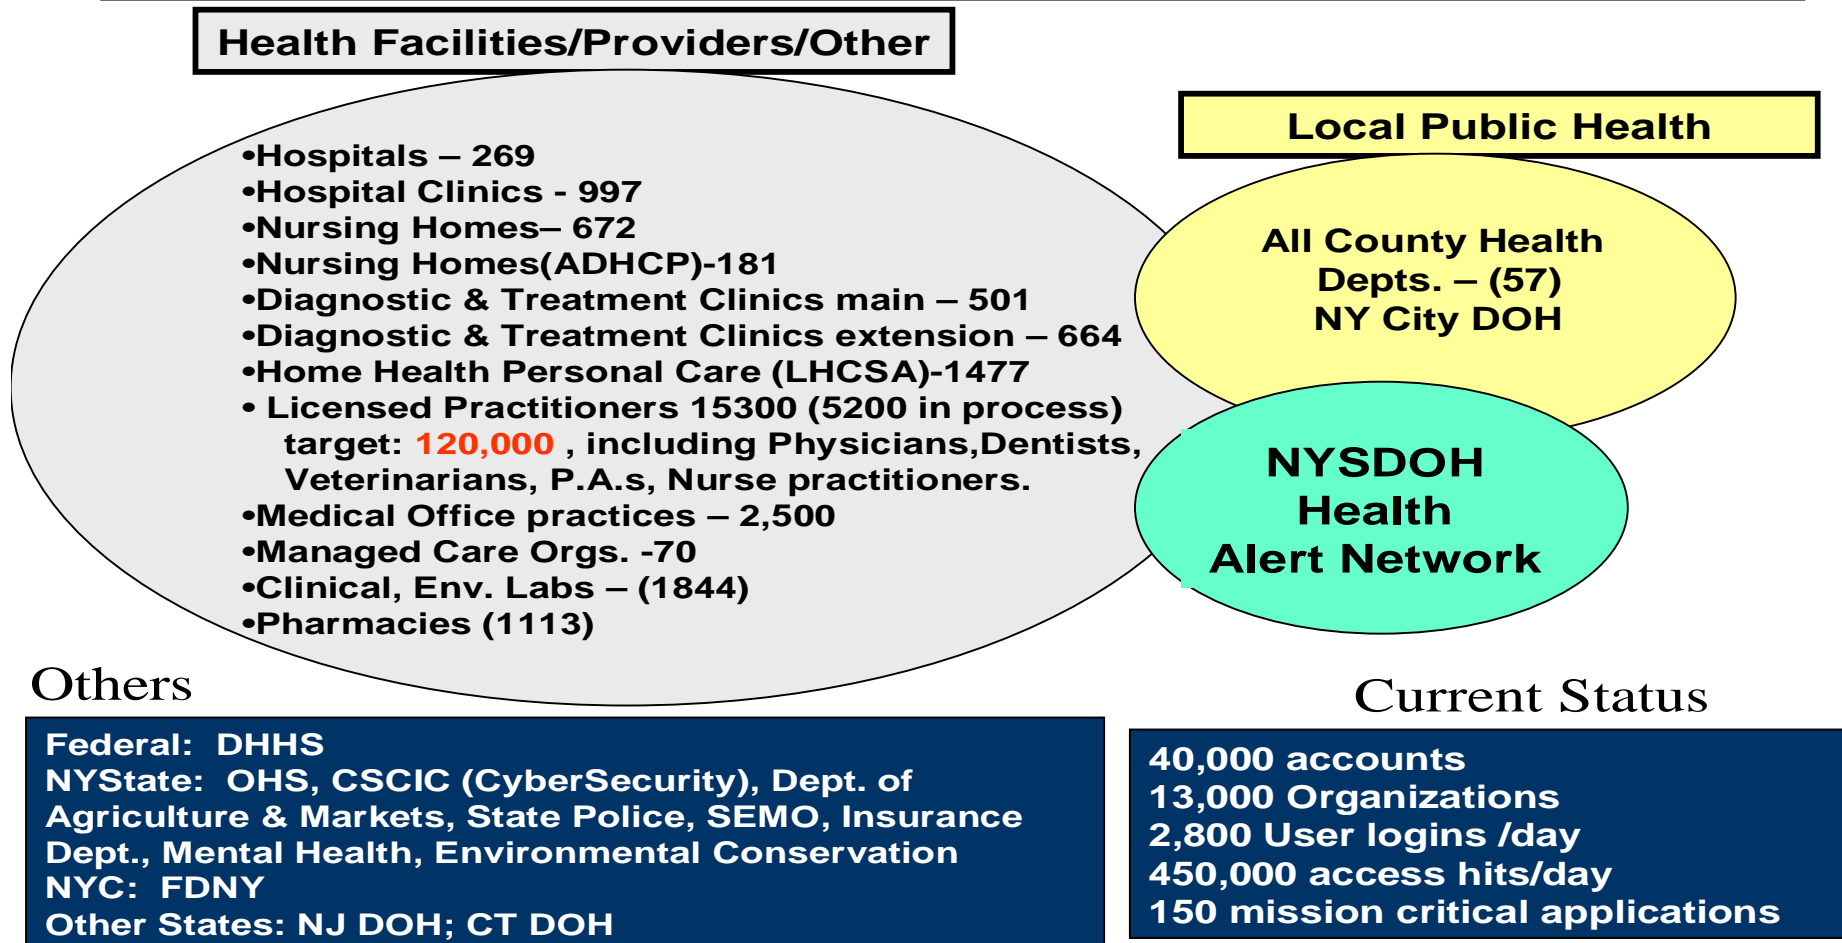 Health Facilities/Providers/Other
•Hospitals – 269
•Hospital Clinics - 997
•Nursing Homes– 672
•Nursing Homes(ADHCP)-181
•Diagnostic & Treatment Clinics main – 501
•Diagnostic & Treatment Clinics extension – 664
•Home Health Personal Care (LHCSA)-1477
• Licensed Practitioners 15300 (5200 in process)
target: 120,000 , including Physicians,Dentists,
Veterinarians, P.A.s, Nurse practitioners.
•Medical Office practices – 2,500
•Managed Care Orgs. -70
•Clinical, Env. Labs – (1844)
•Pharmacies (1113)
Local Public Health
All County Health
Depts. – (57)
NY City DOH
NYSDOH
Health
Alert Network
Others
Federal: DHHS
NYState: OHS, CSCIC (CyberSecurity), Dept. of
Agriculture & Markets, State Police, SEMO, Insurance
Dept., Mental Health, Environmental Conservation
NYC: FDNY
Other States: NJ DOH; CT DOH
Current Status
40,000 accounts
13,000 Organizations
2,800 User logins /day
450,000 access hits/day
150 mission critical applications